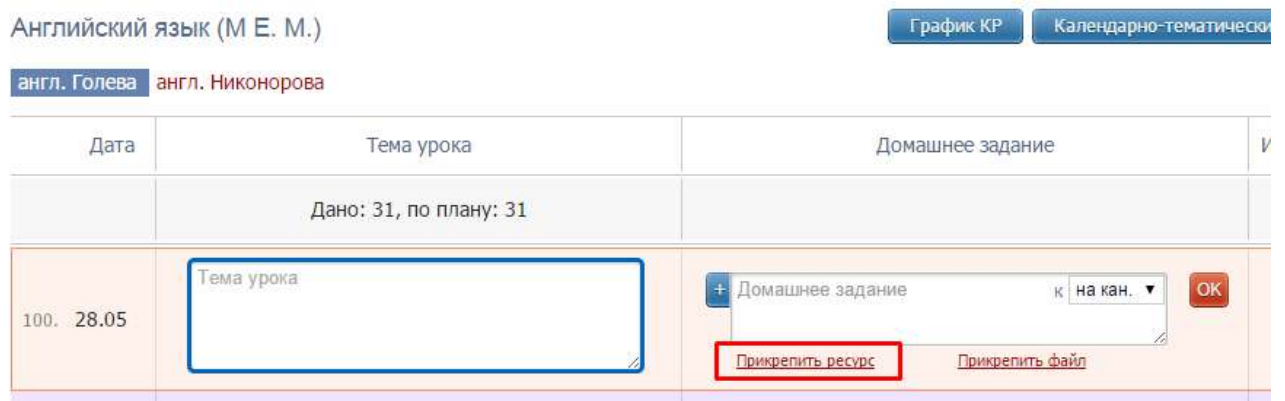 Английский язык (М Е. М.)
График КР
Календарно-тематически
англ. Голева англ. Никонорова
Дата Тема урока Домашнее задание И
Дано: 31, по плану: 31
100. 28.05 Тема урока + Домашнее задание к на кан. ▼ OK
Прикрепить ресурс Прикрепить файл